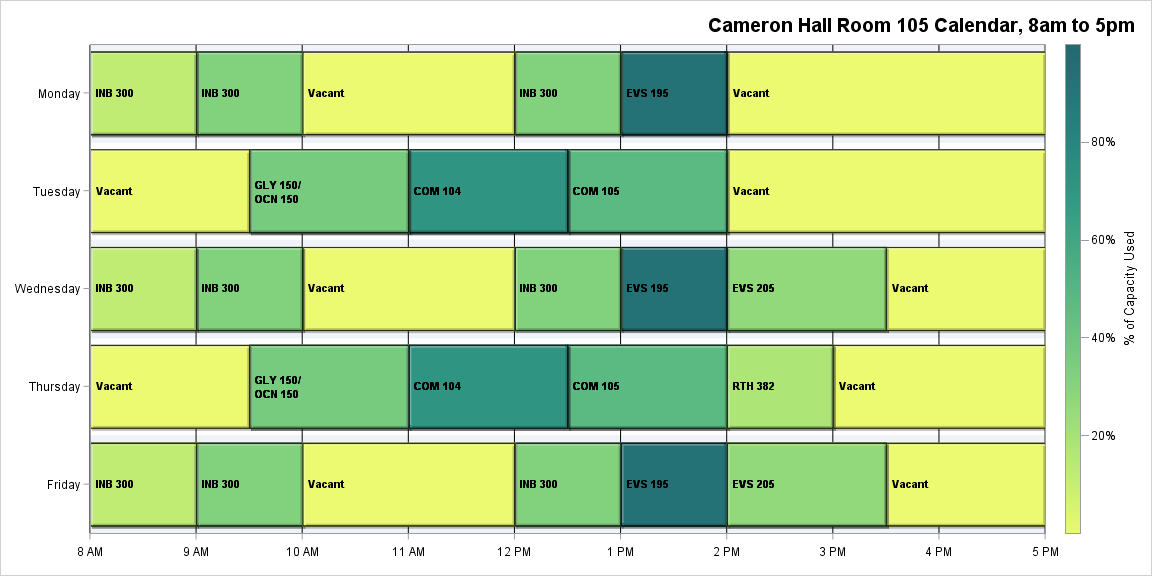 Cameron Hall Room 105 Calendar, 8am to 5pm
Monday
INB 300
INB 300
Vacant
INB 300
EVS 195
Vacant
Tuesday
Vacant
GLY 150/
OCN 150
COM 104
COM 105
Vacant
Wednesday
INB 300
INB 300
Vacant
INB 300
EVS 195
EVS 205
Vacant
Thursday
Vacant
GLY 150/
OCN 150
COM 104
COM 105
RTH 382
Vacant
Friday
INB 300
INB 300
Vacant
INB 300
EVS 195
EVS 205
Vacant
8 AM
9 AM
10 AM
11 AM
12 PM
1 PM
2 PM
3 PM
4 PM
5 PM
80%
60%
40%
20%
% of Capacity Used